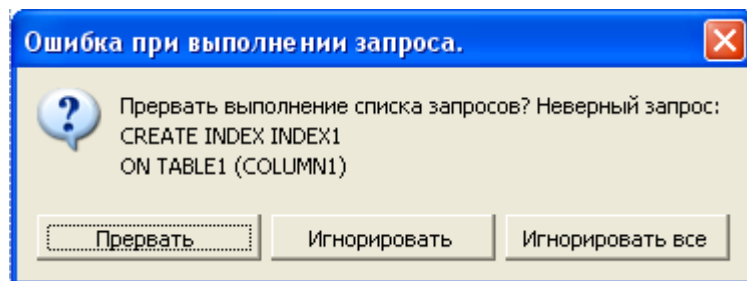 Ошибка при выполнении запроса.
Прервать выполнение списка запросов? Неверный запрос:
CREATE INDEX INDEX1
ON TABLE1 (COLUMN1)
Прервать
Игнорировать
Игнорировать все